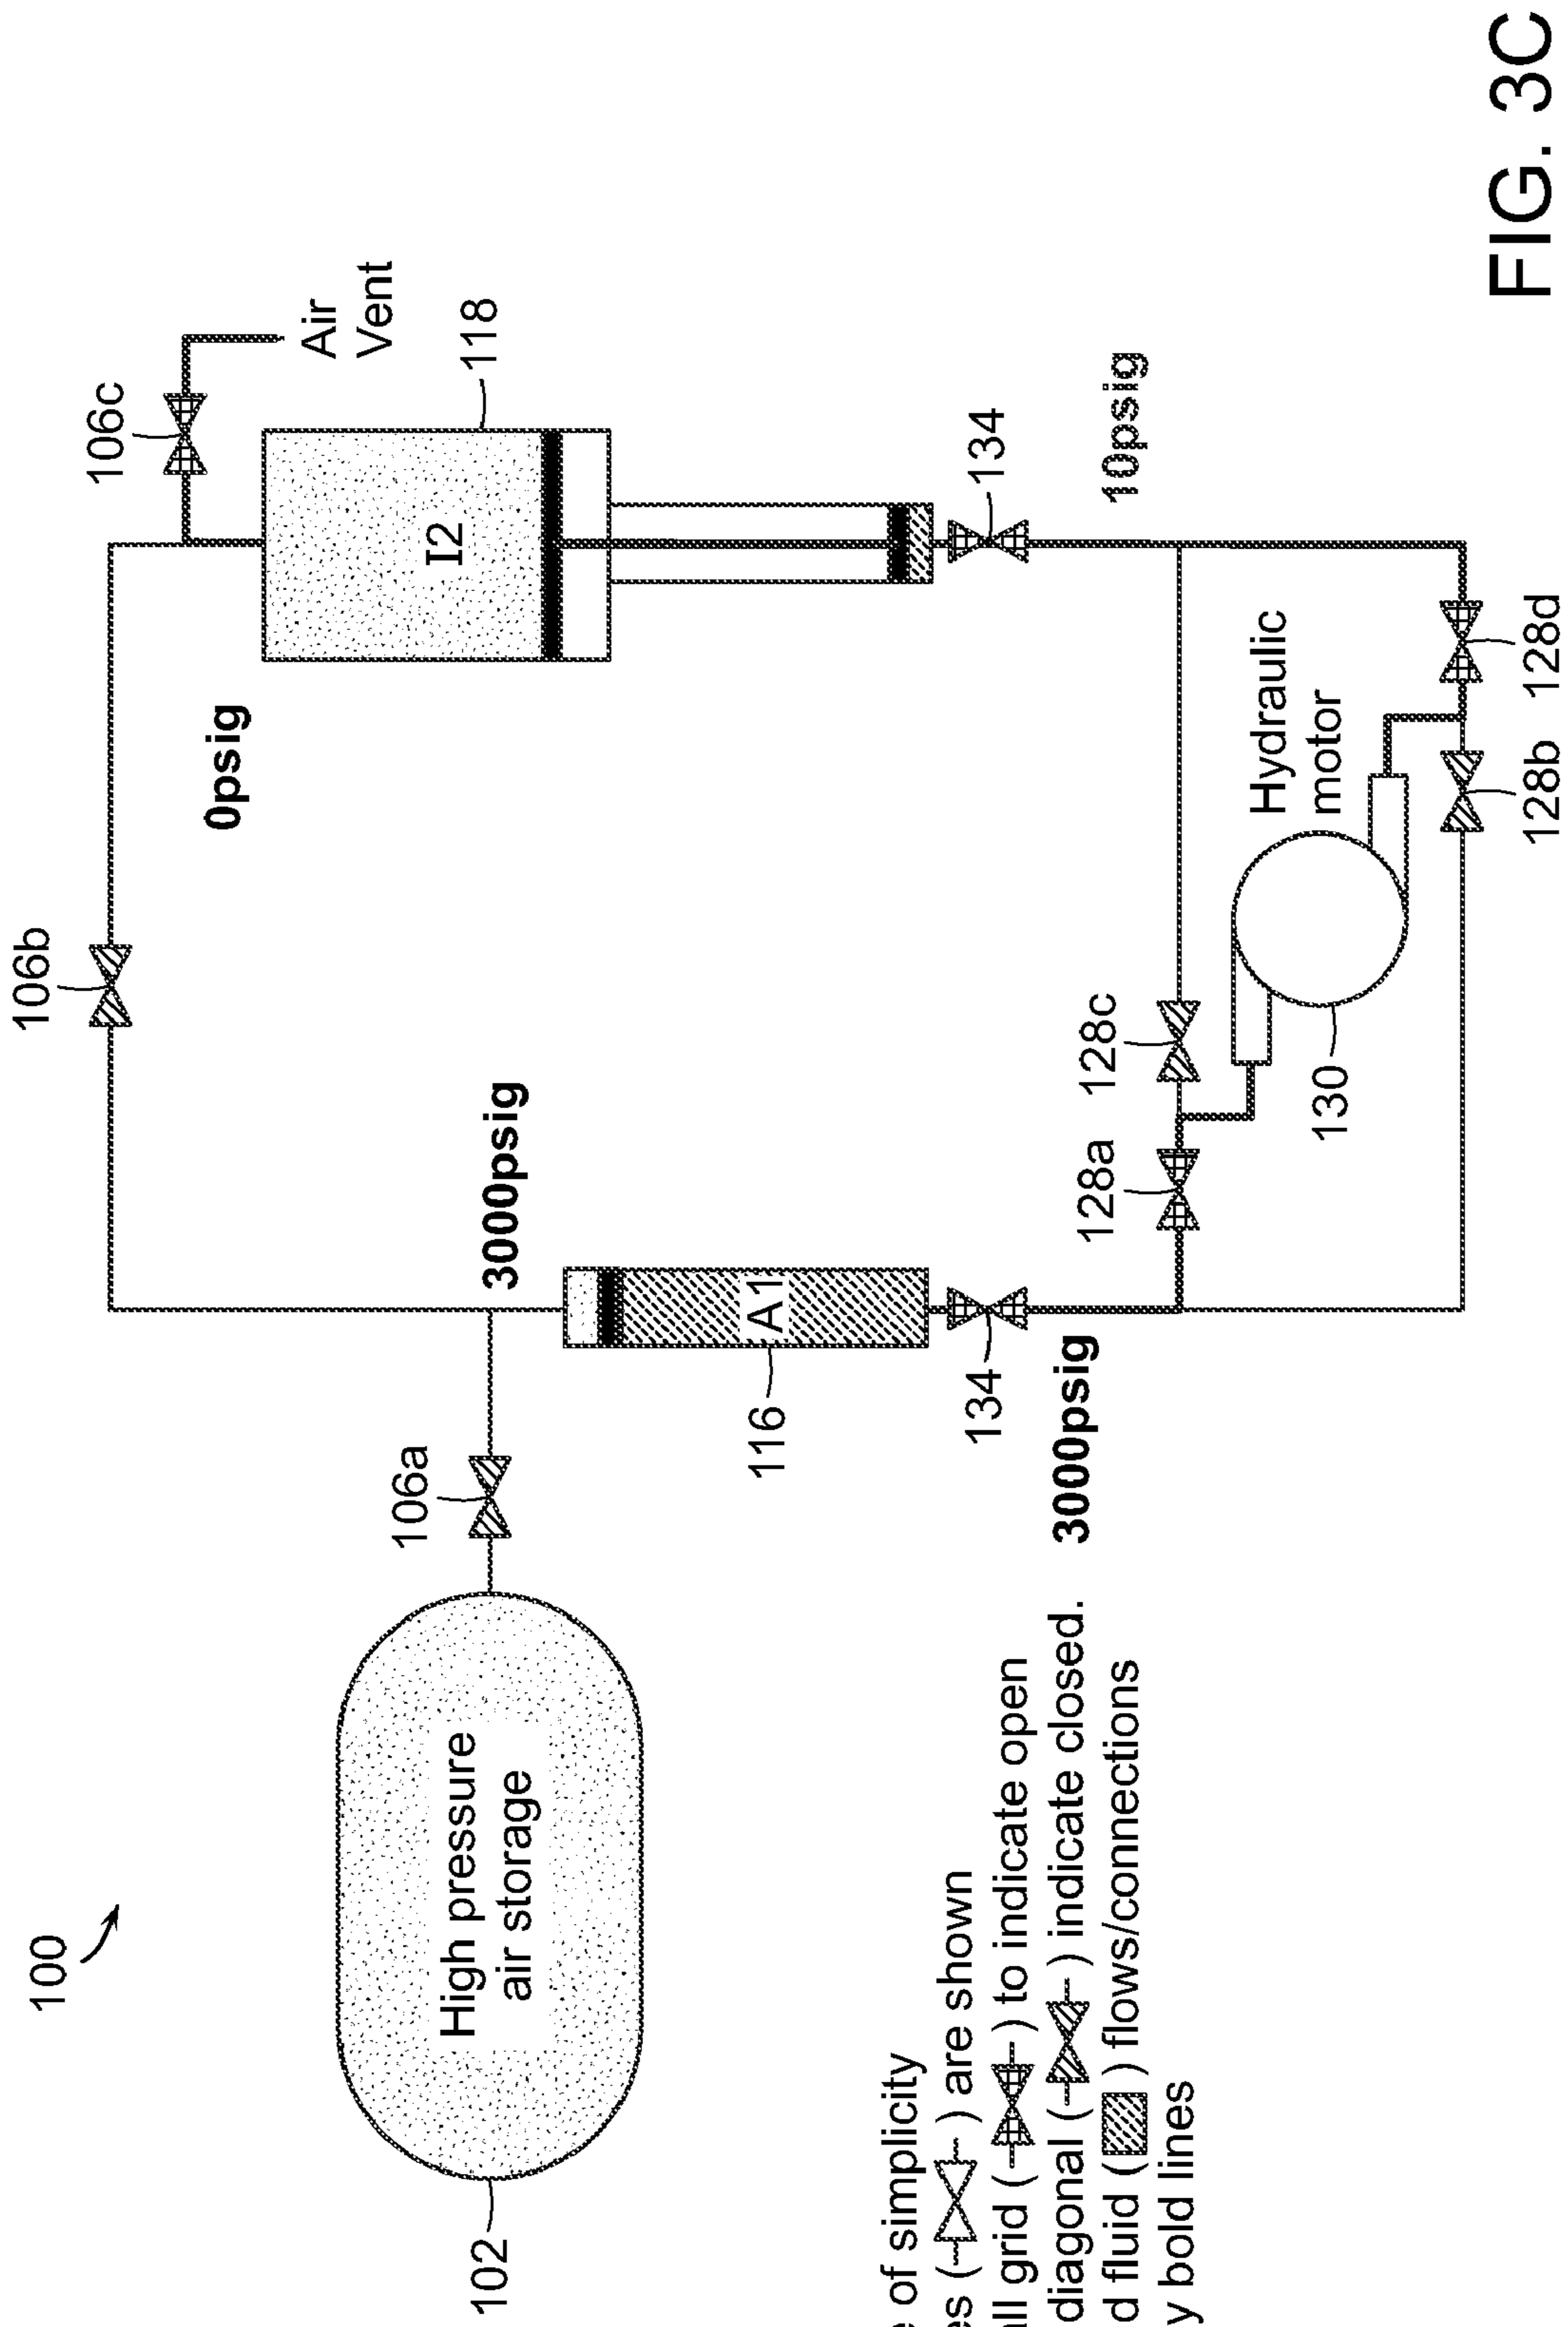 100
102
High pressure
air storage
106a
106b
106c
Air
Vent
0psig
3000psig
I2
118
A1
116
134
134
3000psig
10psig
128a
128c
Hydraulic
motor
130
128b
128d
e of simplicity
es ( ) are shown
all grid ( ) to indicate open
diagonal ( ) indicate closed.
d fluid ( ) flows/connections
y bold lines
FIG. 3C